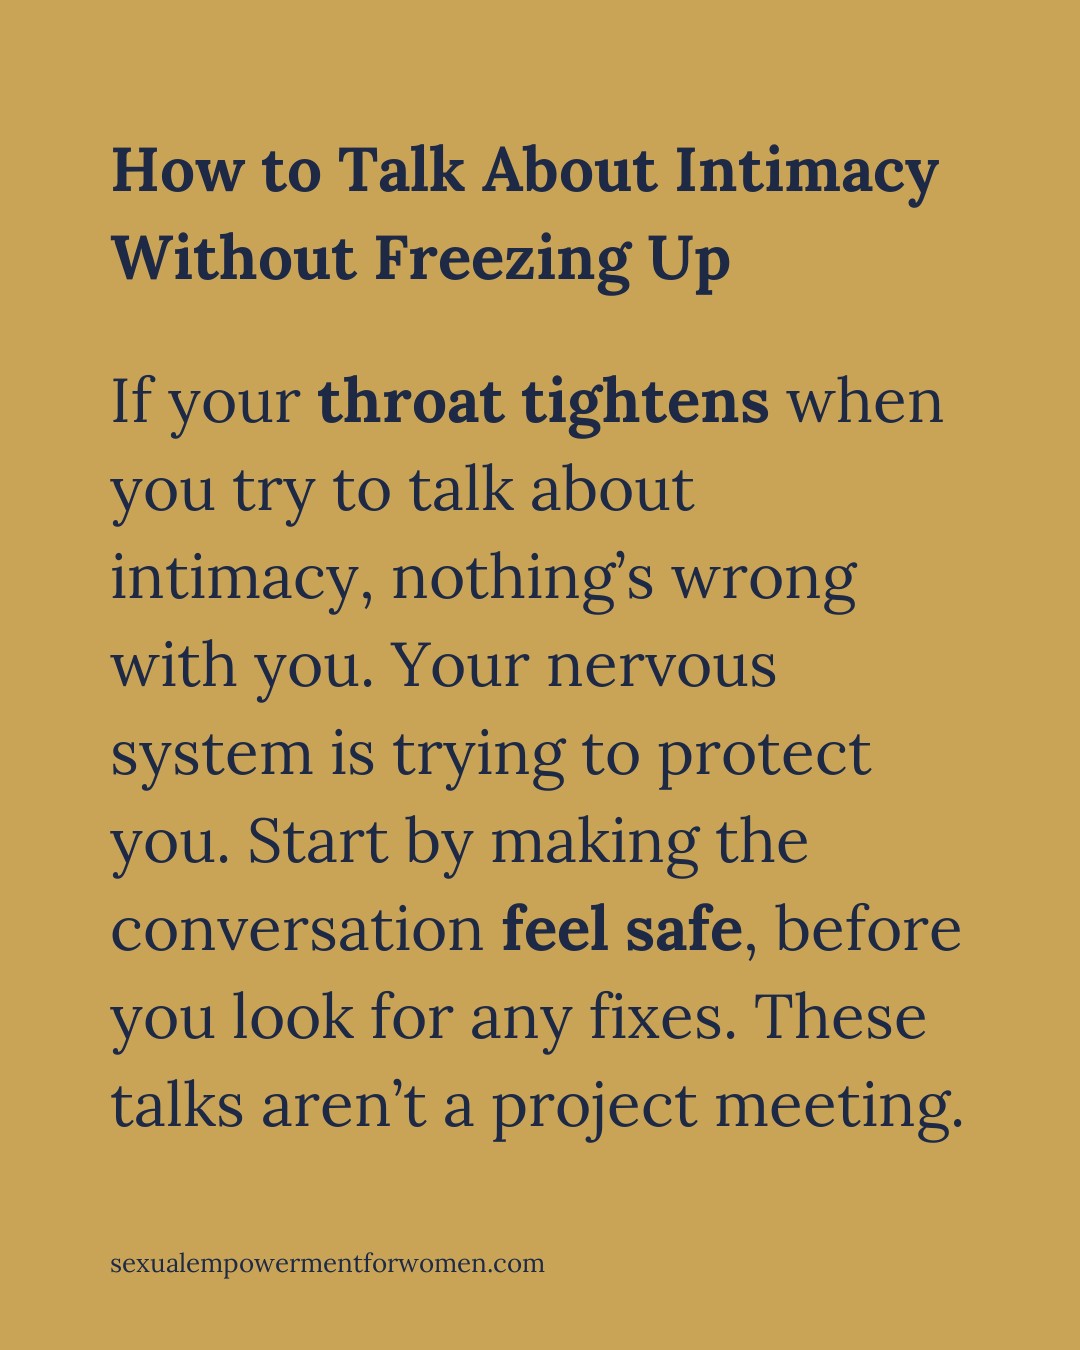 How to Talk About Intimacy
Without Freezing Up
If your throat tightens when
you try to talk about
intimacy, nothing’s wrong
with you. Your nervous
system is trying to protect
you. Start by making the
conversation feel safe, before
you look for any fixes. These
talks aren’t a project meeting.
sexualempowermentforwomen.com